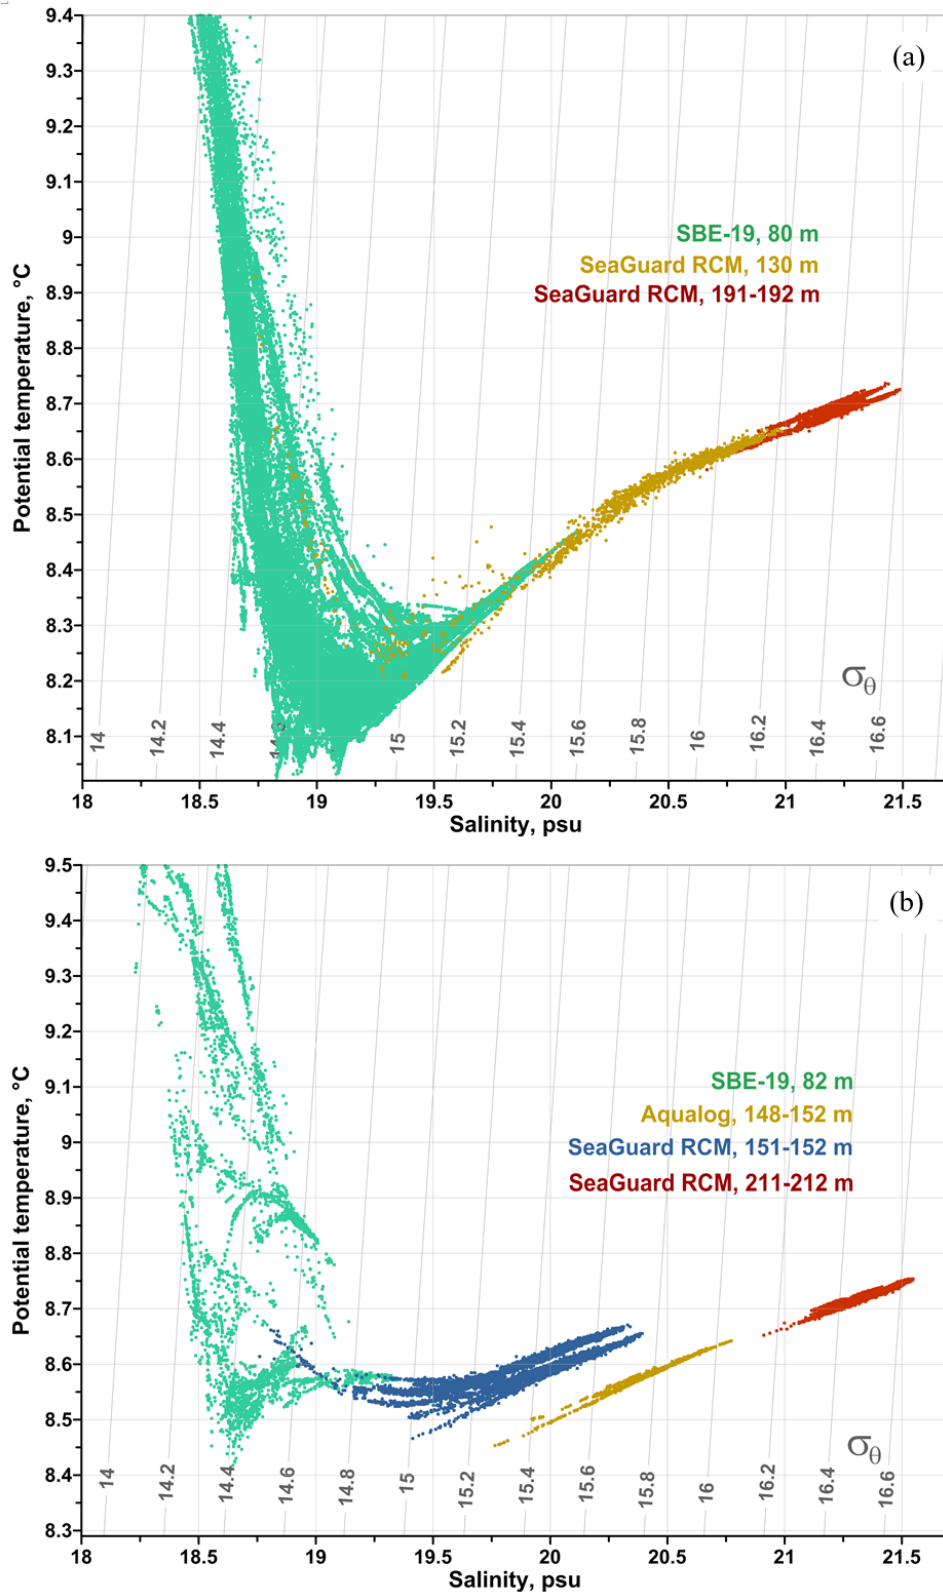 (a)
9.4
9.3
9.2
9.1
9
8.9
8.8
8.7
8.6
8.5
8.4
8.3
8.2
8.1
Potential temperature, °C
SBE-19, 80 m
SeaGuard RCM, 130 m
SeaGuard RCM, 191-192 m
σθ
14 14.2 14.4 15 15.2 15.4 15.6 15.8 16 16.2 16.4 16.6
18 18.5 19 19.5 20 20.5 21 21.5
Salinity, psu
(b)
9.5
9.4
9.3
9.2
9.1
9
8.9
8.8
8.7
8.6
8.5
8.4
8.3
Potential temperature, °C
SBE-19, 82 m
Aqualog, 148-152 m
SeaGuard RCM, 151-152 m
SeaGuard RCM, 211-212 m
σθ
14 14.2 14.4 14.6 14.8 15 15.2 15.4 15.6 15.8 16 16.2 16.4 16.6
18 18.5 19 19.5 20 20.5 21 21.5
Salinity, psu